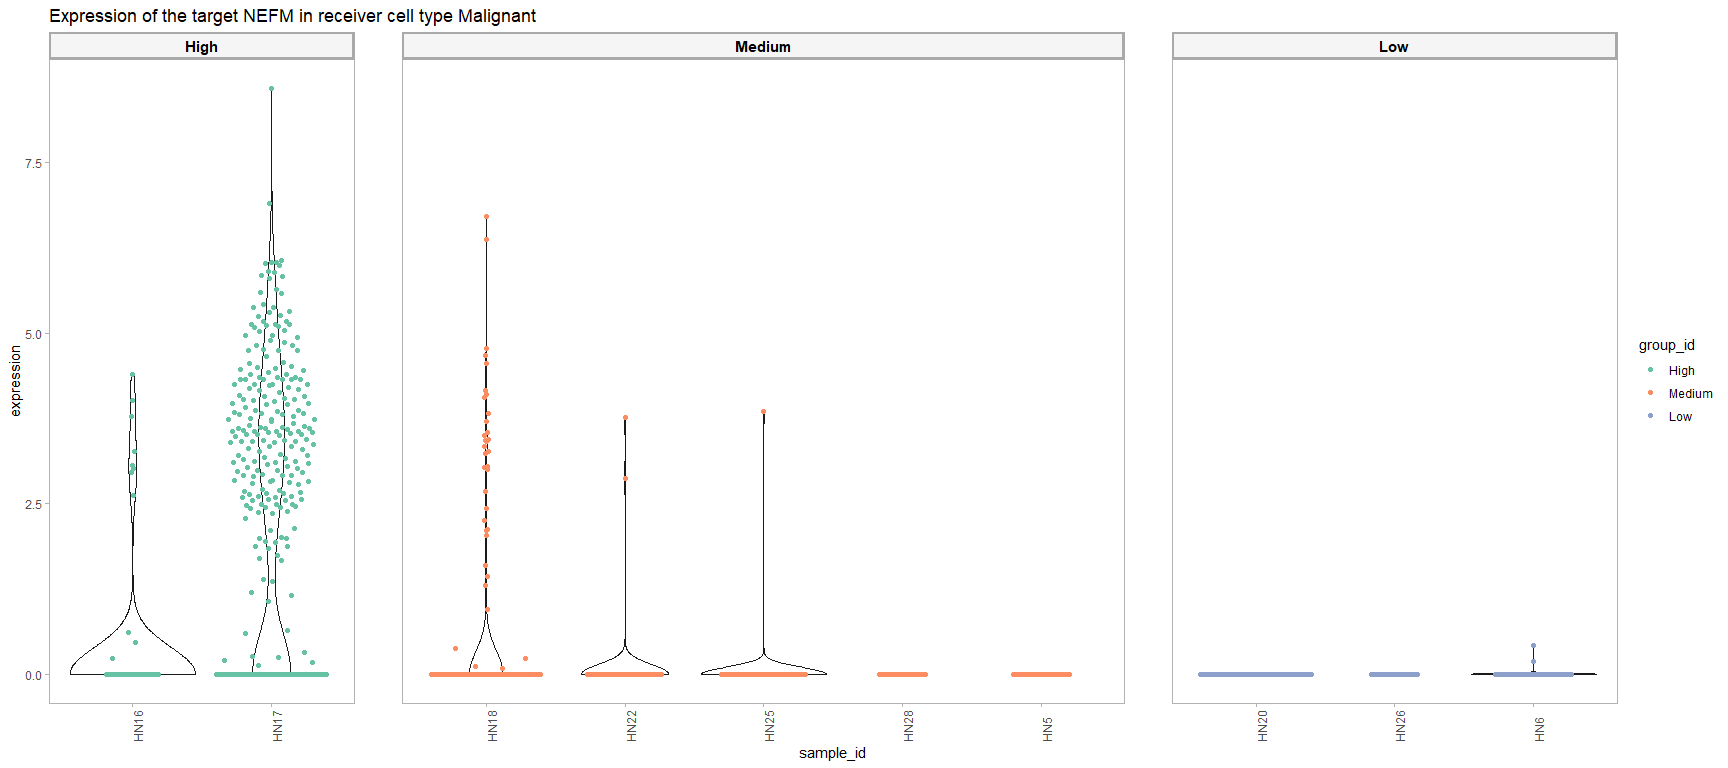 Expression of the target NEFM in receiver cell type Malignant
High
Medium
Low
expression
7.5
5.0
2.5
0.0
HN16
HN17
HN18
HN22
HN25
HN28
HN5
HN20
HN26
HN6
sample_id
group_id
High
Medium
Low